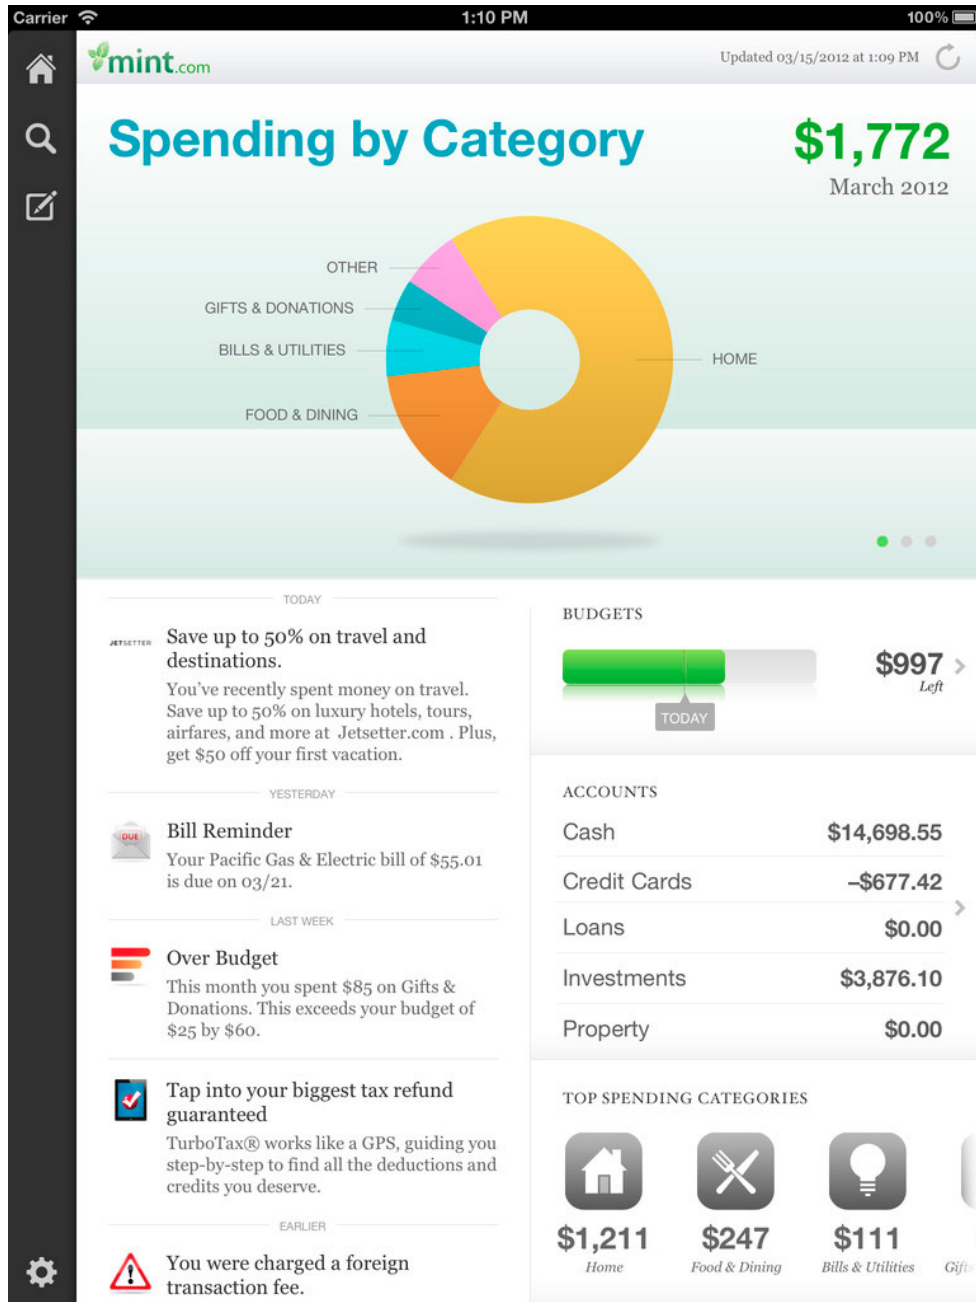 Carrier 1:10 PM 100%
mint.com Updated 03/15/2012 at 1:09 PM
Spending by Category $1,772
March 2012
OTHER
GIFTS & DONATIONS
BILLS & UTILITIES
HOME
FOOD & DINING
TODAY
JETSETTER
Save up to 50% on travel and
destinations.
You've recently spent money on travel.
Save up to 50% on luxury hotels, tours,
airfares, and more at Jetsetter.com . Plus,
get $50 off your first vacation.
YESTERDAY
DUE
Bill Reminder
Your Pacific Gas & Electric bill of $55.01
is due on 03/21.
LAST WEEK
Over Budget
This month you spent $85 on Gifts &
Donations. This exceeds your budget of
$25 by $60.
Tap into your biggest tax refund
guaranteed
TurboTax® works like a GPS, guiding you
step-by-step to find all the deductions and
credits you deserve.
EARLIER
You were charged a foreign
transaction fee.
BUDGETS
$997
Left
TODAY
ACCOUNTS
Cash $14,698.55
Credit Cards –$677.42
Loans $0.00
Investments $3,876.10
Property $0.00
TOP SPENDING CATEGORIES
$1,211 $247 $111
Home Food & Dining Bills & Utilities Gifts